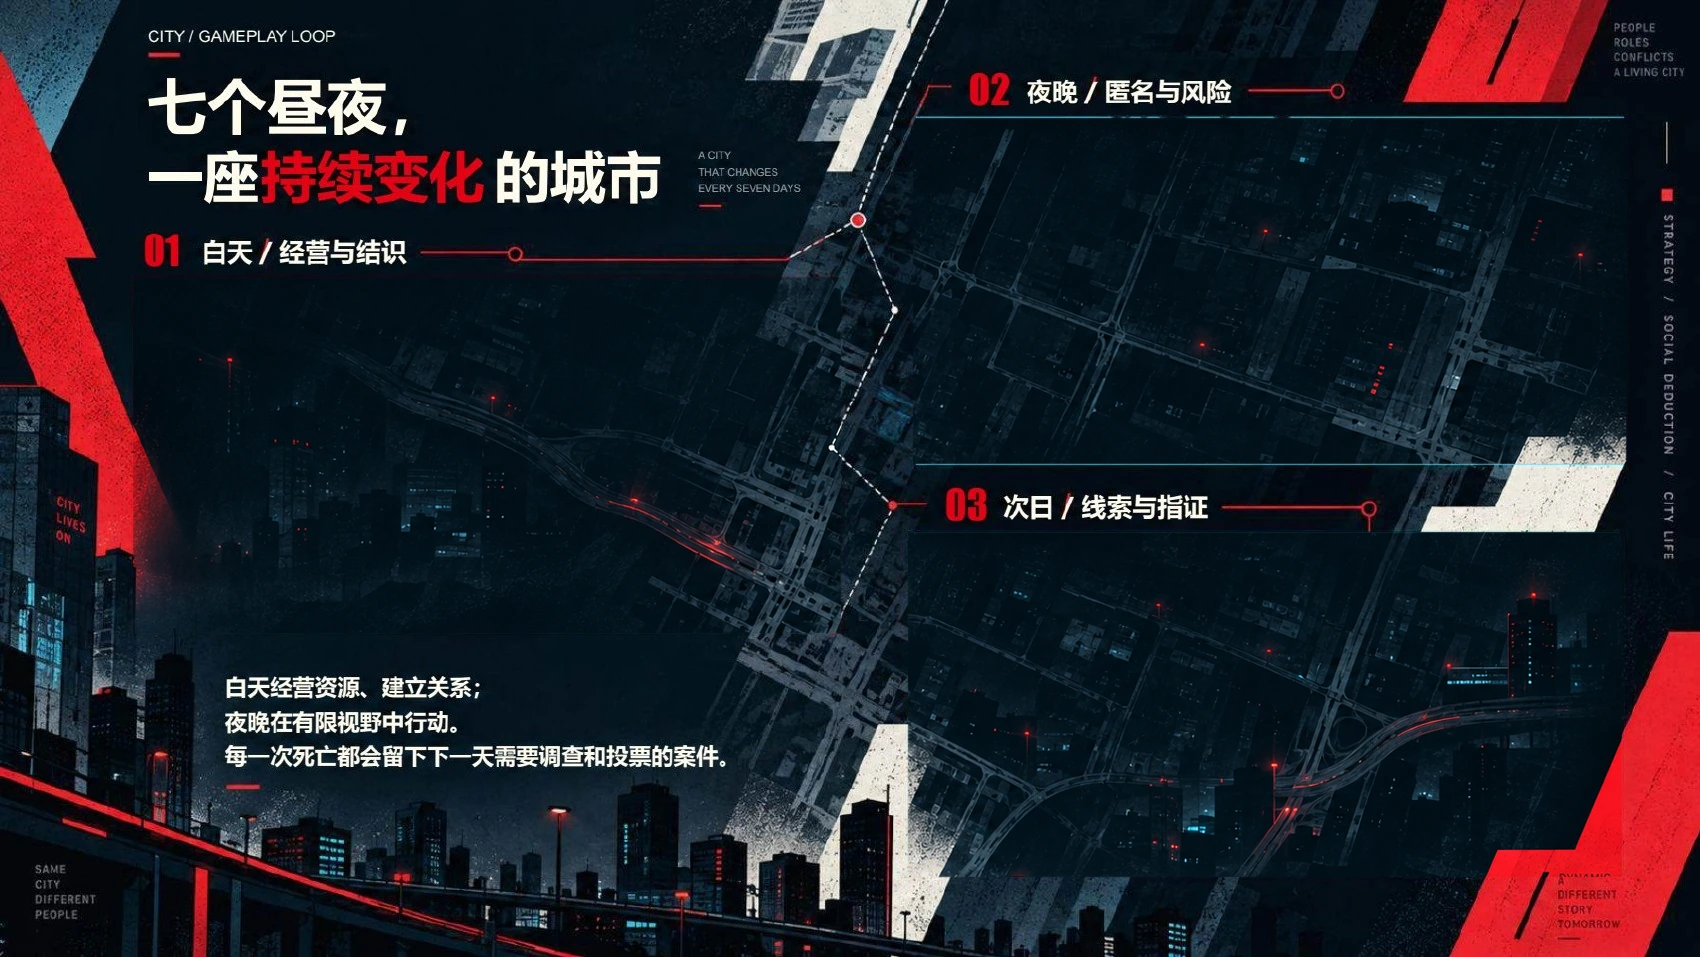 CITY / GAMEPLAY LOOP
七个昼夜，
一座持续变化的城市
A CITY
THAT CHANGES
EVERY SEVEN DAYS
01 白天 / 经营与结识
02 夜晚 / 匿名与风险
03 次日 / 线索与指证
白天经营资源、建立关系；
夜晚在有限视野中行动。
每一次死亡都会留下下一天需要调查和投票的案件。
PEOPLE
ROLES
CONFLICTS
A LIVING CITY
STRATEGY / SOCIAL DEDUCTION / CITY LIFE
CITY
LIVES
ON
SAME
CITY
DIFFERENT
PEOPLE
A
DIFFERENT
STORY
TOMORROW